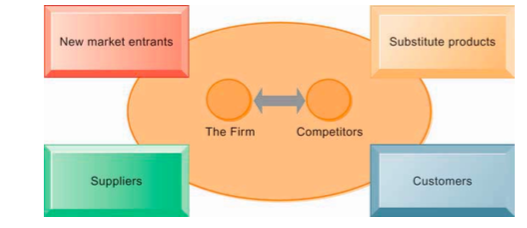 New market entrants
Substitute products
The Firm
Competitors
Suppliers
Customers